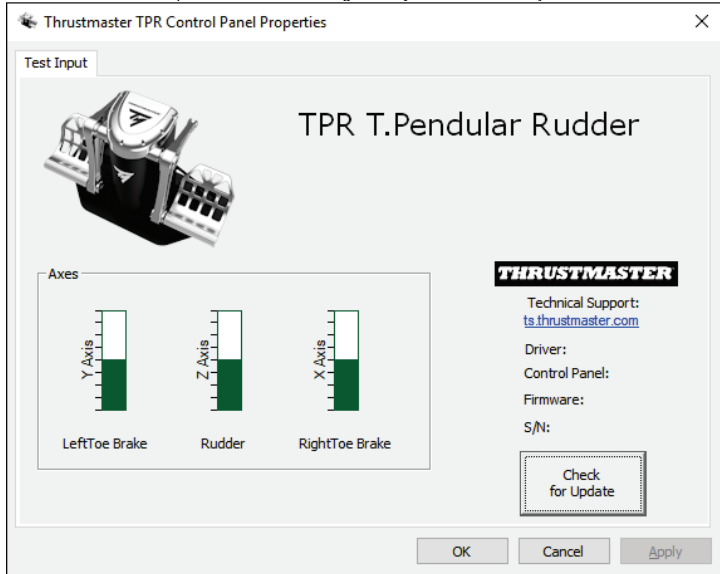 Thrustmaster TPR Control Panel Properties
Test Input
TPR T.Pendular Rudder
Axes
Y Axis
Z Axis
X Axis
LeftToe Brake
Rudder
RightToe Brake
THRUSTMASTER
Technical Support:
ts.thrustmaster.com
Driver:
Control Panel:
Firmware:
S/N:
Check
for Update
OK
Cancel
Apply